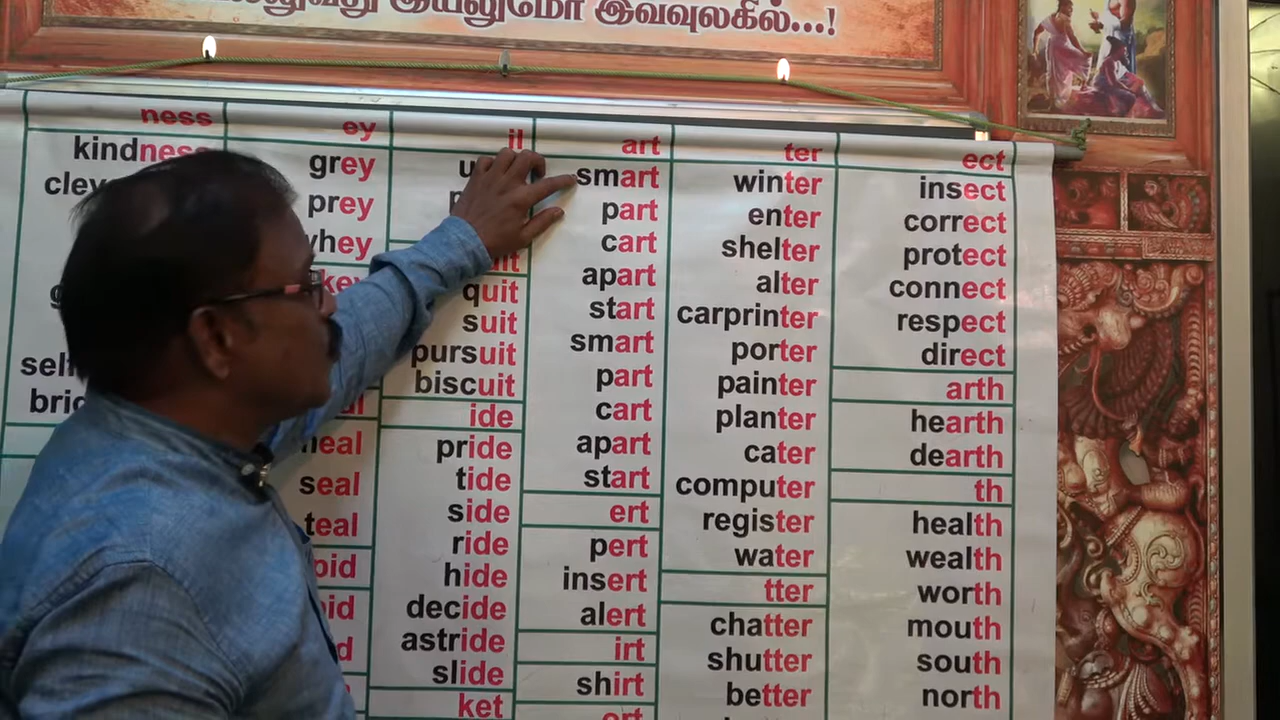 இவ்வுலகில்...!
ness
kindness
ey
grey
prey
key
heal
seal
teal
il
quit
suit
pursuit
biscuit
ide
pride
tide
side
ride
hide
decide
astride
slide
ket
art
smart
part
cart
apart
start
smart
part
cart
apart
start
ert
pert
insert
alert
irt
shirt
ter
winter
enter
shelter
alter
carprinter
porter
painter
planter
cater
computer
register
water
tter
chatter
shutter
better
ect
insect
correct
protect
connect
respect
direct
arth
hearth
dearth
th
health
wealth
worth
mouth
south
north